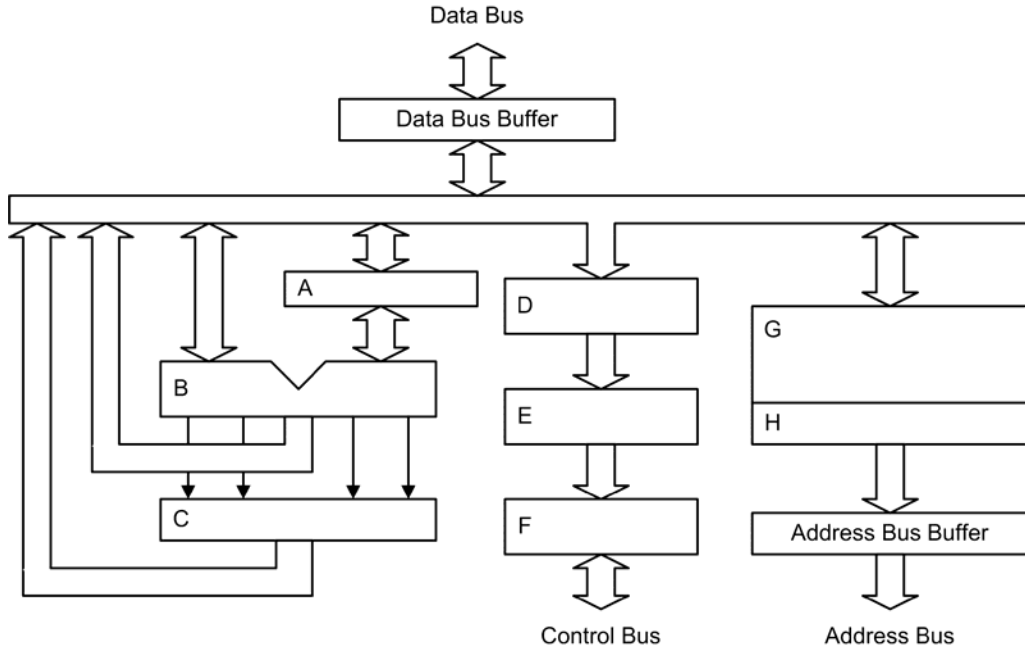 Data Bus
Data Bus Buffer
A
B
C
D
E
F
G
H
Address Bus Buffer
Control Bus
Address Bus